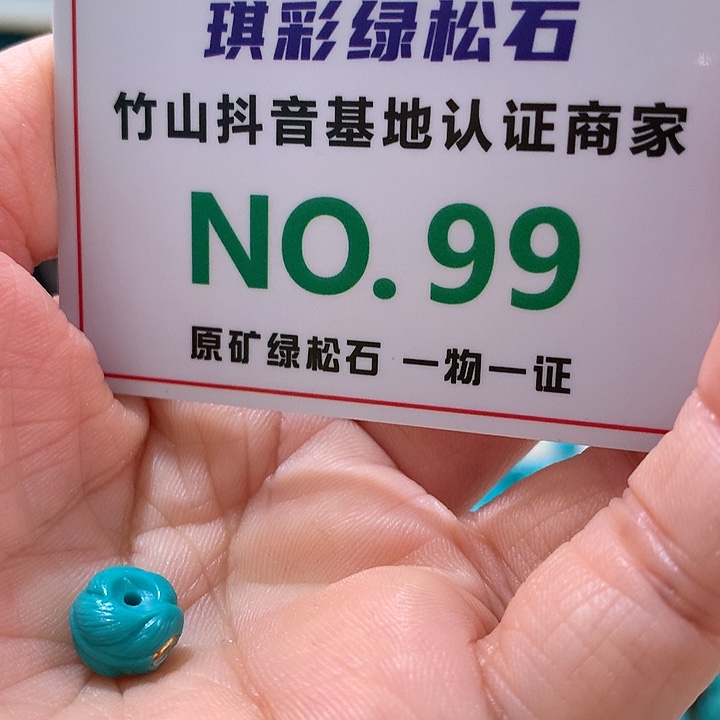 琪彩绿松石
竹山抖音基地认证商家
NO.99
原矿绿松石 一物一证